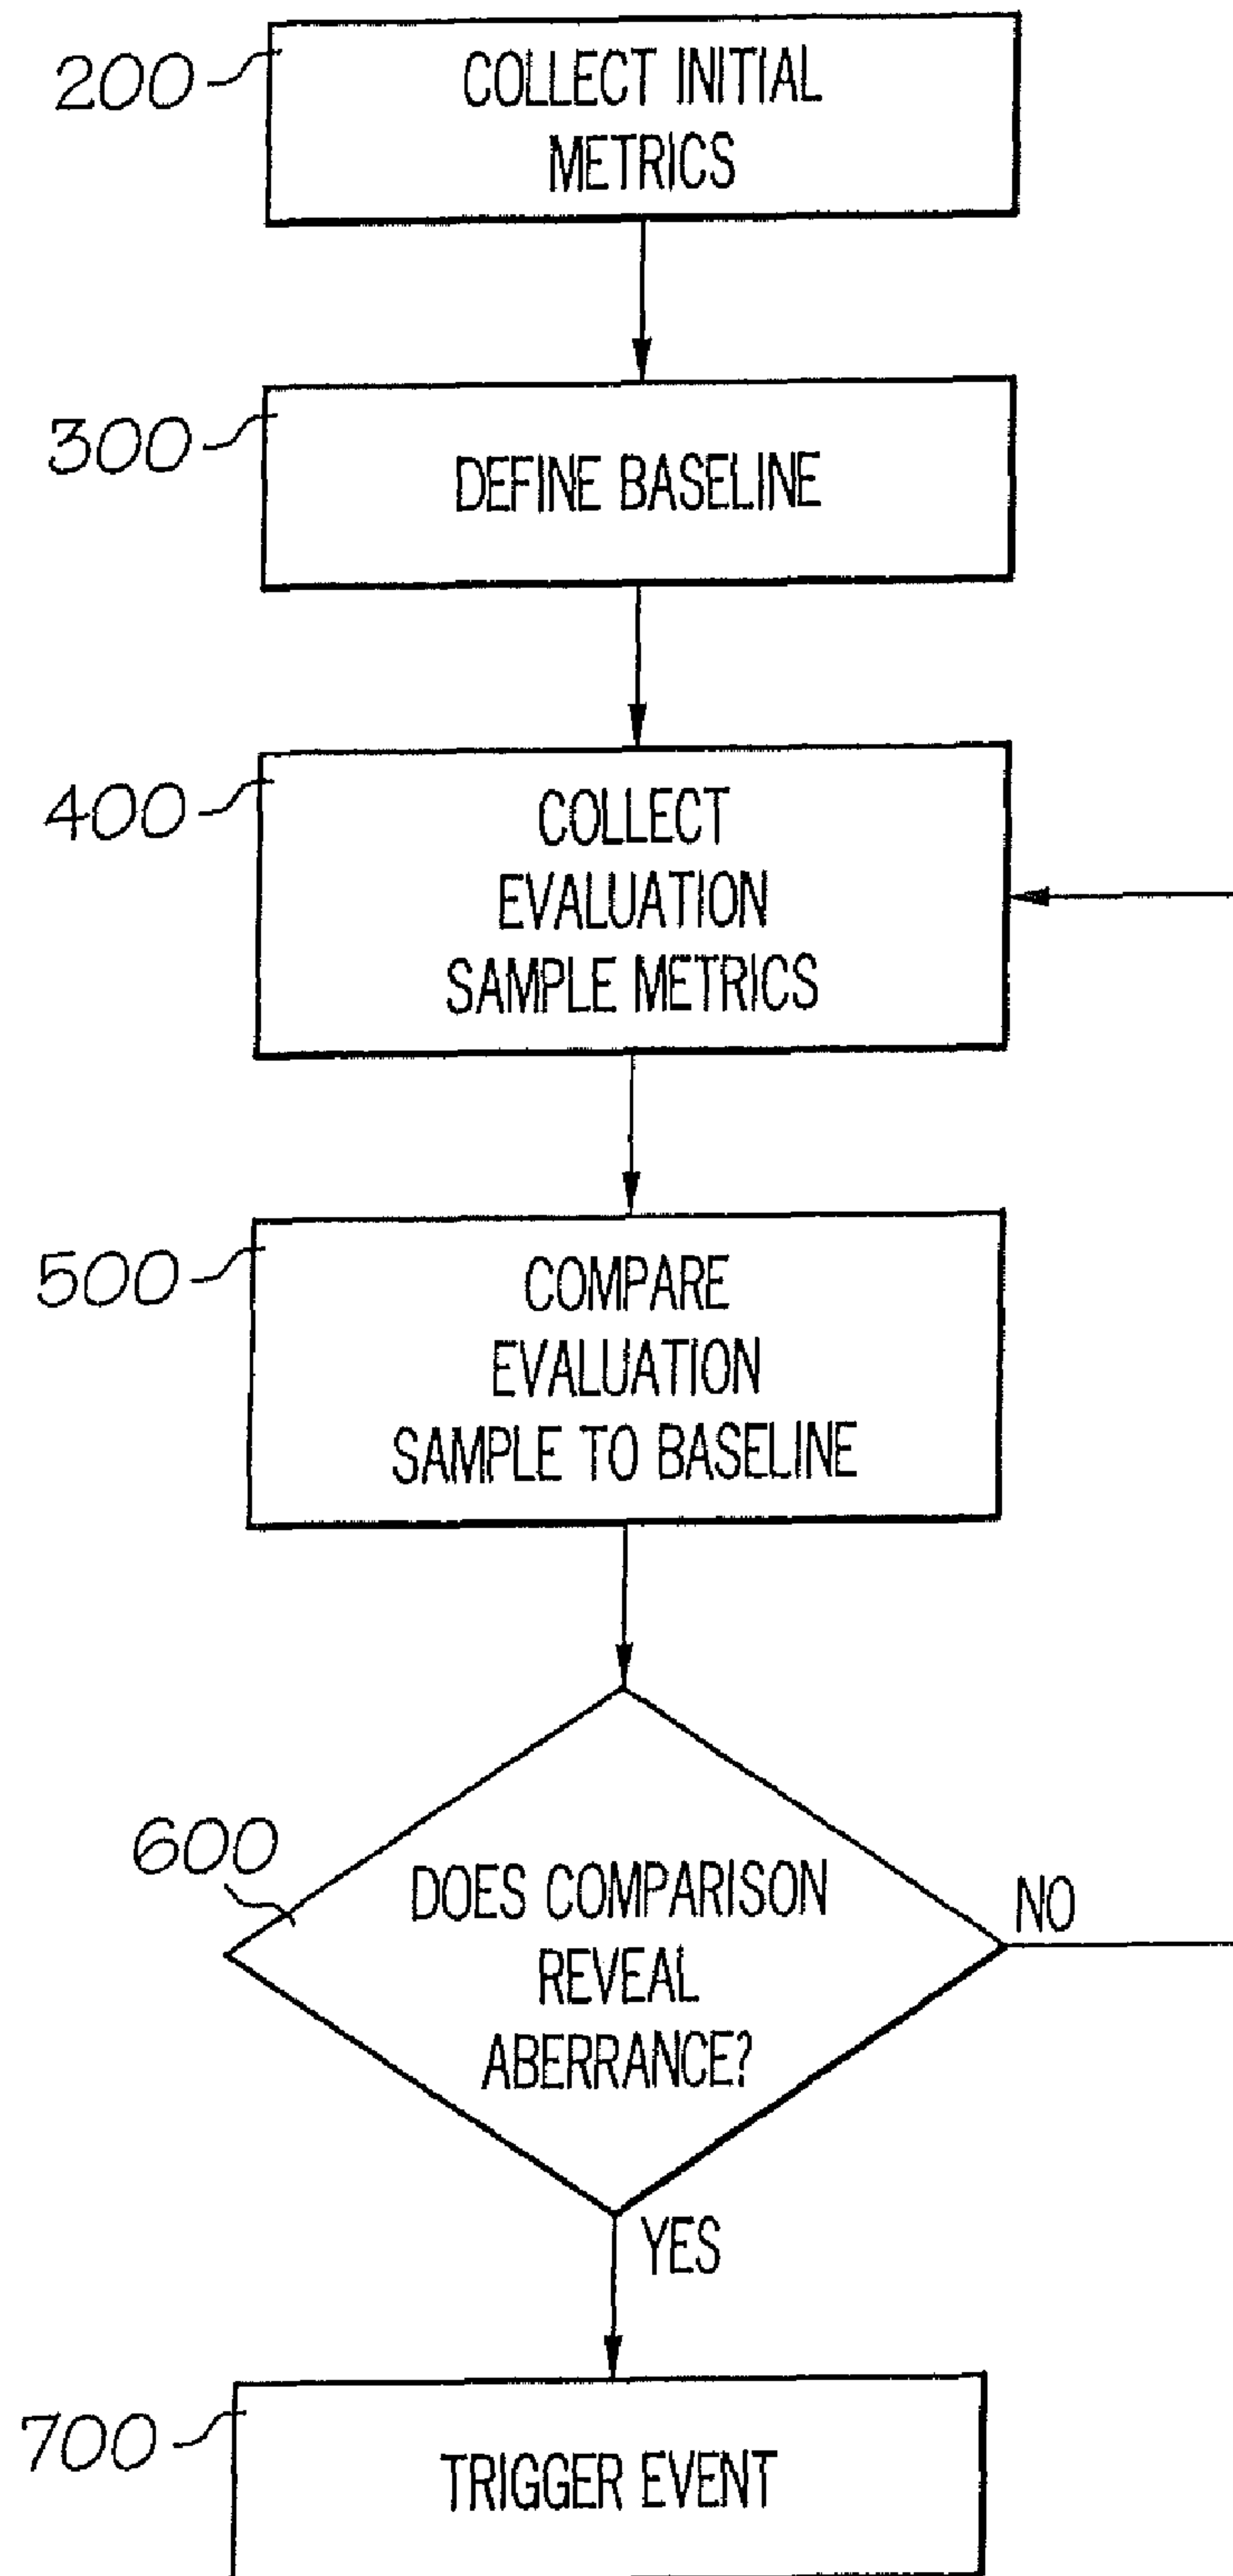 200
COLLECT INITIAL
METRICS
300
DEFINE BASELINE
400
COLLECT
EVALUATION
SAMPLE METRICS
500
COMPARE
EVALUATION
SAMPLE TO BASELINE
600
DOES COMPARISON
REVEAL
ABERRANCE?
NO
YES
700
TRIGGER EVENT